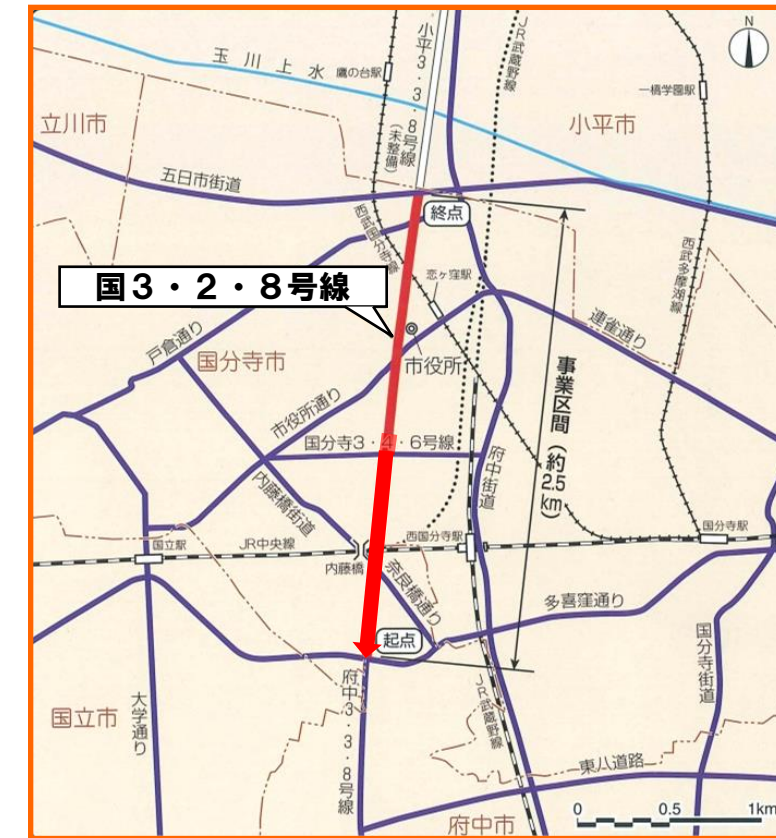 N
玉川上水
鷹の台駅
小平3・3・8号線
(未整備)
JR武蔵野線
一橋学園駅
立川市
小平市
五日市街道
終点
西武国分寺線
恋ヶ窪駅
西武多摩湖線
国3・2・8号線
連雀通り
戸倉通り
国分寺市
市役所
事業区間(約2.5km)
市役所通り
国分寺3・4・6号線
府中街道
内藤橋街道
西国分寺駅
国分寺駅
国立駅
JR中央線
内藤橋
奈良橋通り
多喜窪通り
起点
国分寺街道
府中3・3・8号線
大学通り
国立市
JR武蔵野線
東八道路
府中市
0 0.5 1km